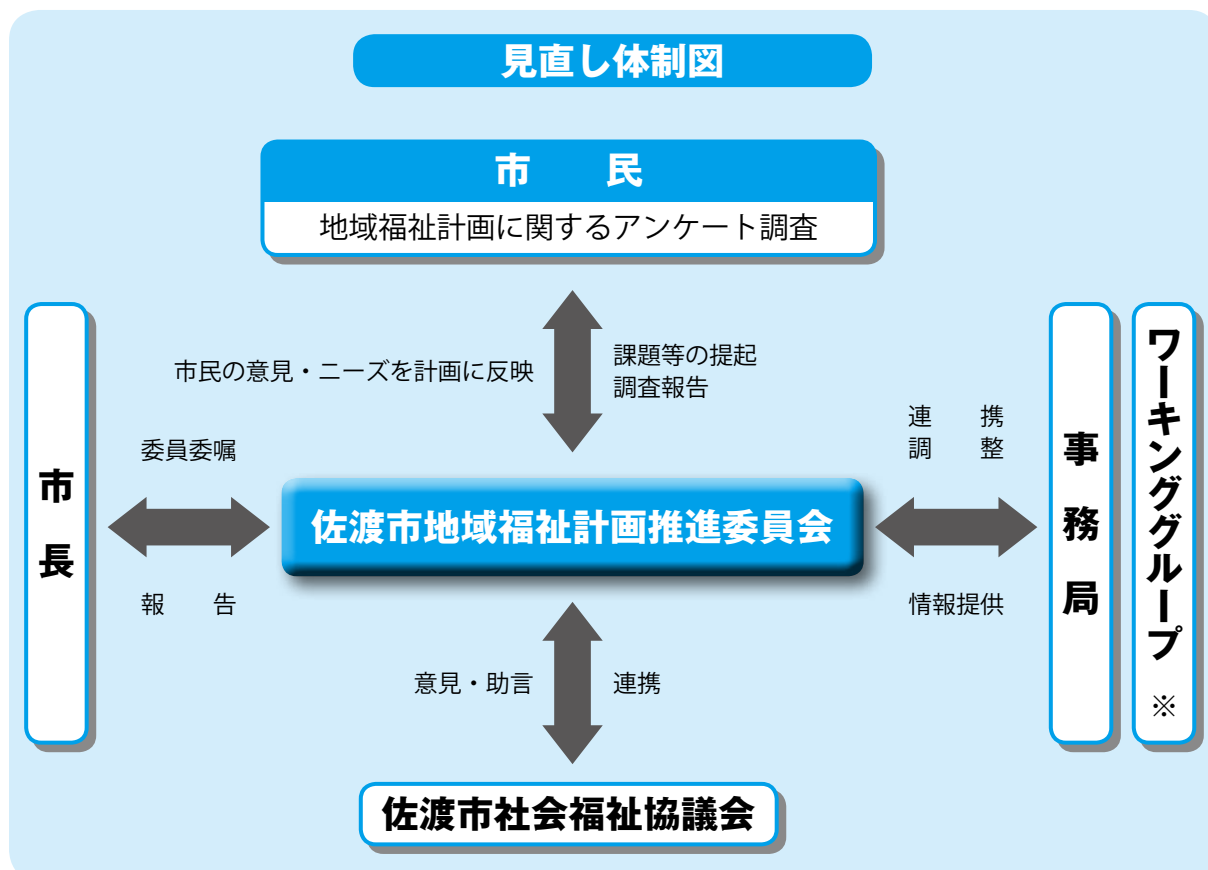 見直し体制図
市　　民
地域福祉計画に関するアンケート調査
市民の意見・ニーズを計画に反映
課題等の提起
調査報告
市長
委員委嘱
報　　告
佐渡市地域福祉計画推進委員会
連　　携
調　　整
情報提供
事務局
ワーキンググループ ※
意見・助言
連携
佐渡市社会福祉協議会